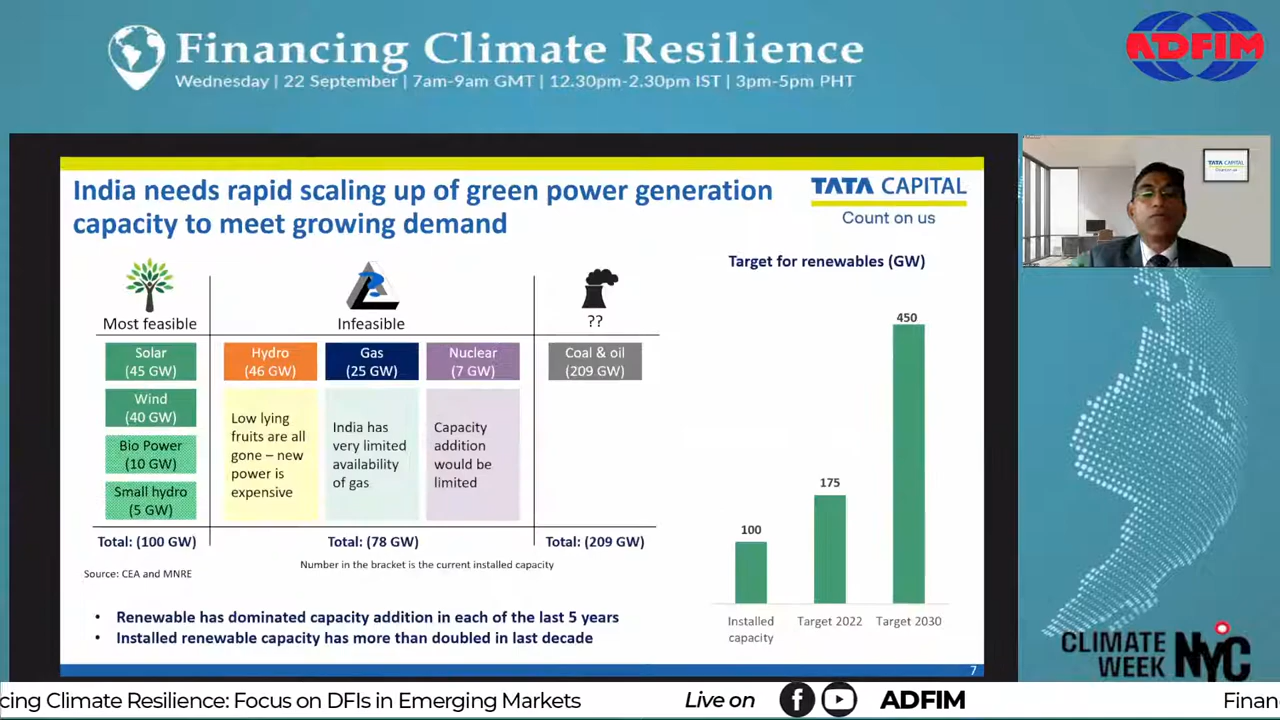 Financing Climate Resilience
Wednesday | 22 September | 7am-9am GMT | 12.30pm-2.30pm IST | 3pm-5pm PHT
ADFIM
India needs rapid scaling up of green power generation
capacity to meet growing demand
TATA CAPITAL
Count on us
TATA CAPITAL
Count on us
Most feasible
Infeasible
??
Solar
(45 GW)
Wind
(40 GW)
Bio Power
(10 GW)
Small hydro
(5 GW)
Hydro
(46 GW)
Low lying
fruits are all
gone – new
power is
expensive
Gas
(25 GW)
India has
very limited
availability
of gas
Nuclear
(7 GW)
Capacity
addition
would be
limited
Coal & oil
(209 GW)
Total: (100 GW)
Total: (78 GW)
Total: (209 GW)
Number in the bracket is the current installed capacity
Source: CEA and MNRE
Target for renewables (GW)
100
175
450
Installed
capacity
Target 2022
Target 2030
• Renewable has dominated capacity addition in each of the last 5 years
• Installed renewable capacity has more than doubled in last decade
7
CLIMATE
WEEK
NYC
cing Climate Resilience: Focus on DFIs in Emerging Markets
Live on
ADFIM
Finan